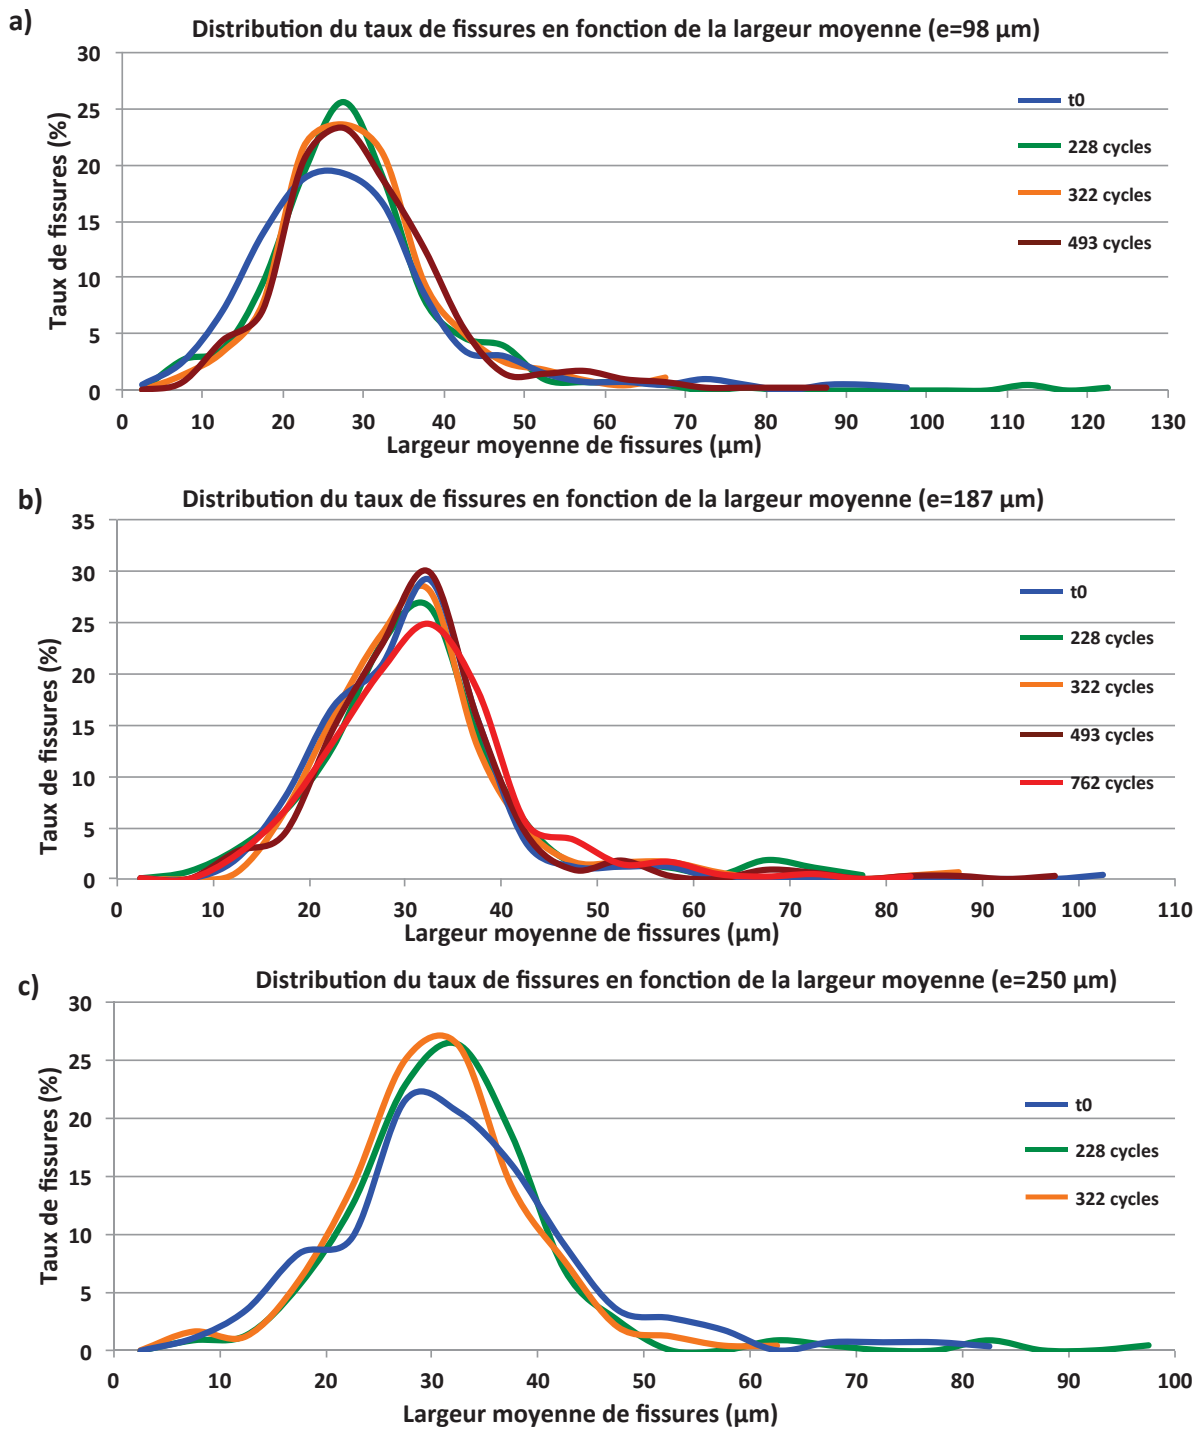 a)
Distribution du taux de fissures en fonction de la largeur moyenne (e=98 µm)
30
25
20
15
10
5
0
Taux de fissures (%)
t0
228 cycles
322 cycles
493 cycles
0 10 20 30 40 50 60 70 80 90 100 110 120 130
Largeur moyenne de fissures (µm)
b)
Distribution du taux de fissures en fonction de la largeur moyenne (e=187 µm)
35
30
25
20
15
10
5
0
Taux de fissures (%)
t0
228 cycles
322 cycles
493 cycles
762 cycles
0 10 20 30 40 50 60 70 80 90 100 110
Largeur moyenne de fissures (µm)
c)
Distribution du taux de fissures en fonction de la largeur moyenne (e=250 µm)
30
25
20
15
10
5
0
Taux de fissures (%)
t0
228 cycles
322 cycles
0 10 20 30 40 50 60 70 80 90 100
Largeur moyenne de fissures (µm)